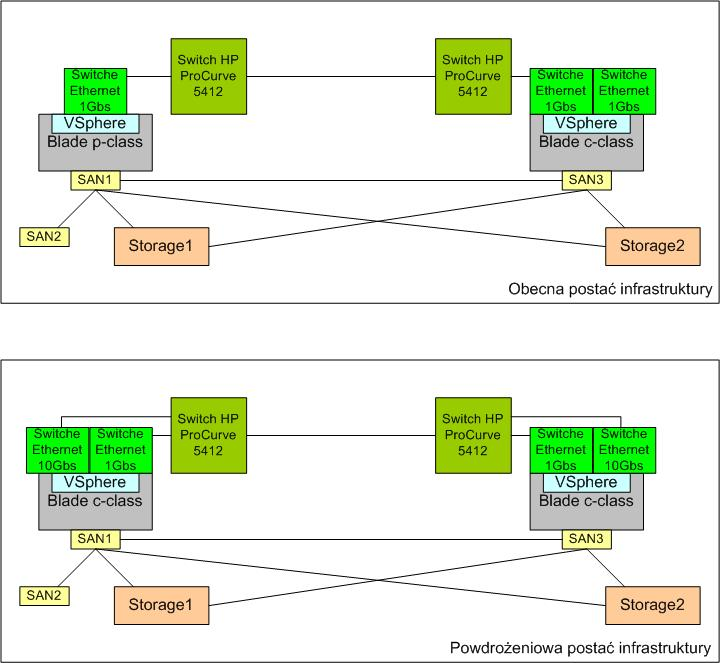 Switch HP
ProCurve
5412
Switch HP
ProCurve
5412
Switche
Ethernet
1Gbs
Switche
Ethernet
1Gbs
Switche
Ethernet
1Gbs
VSphere
Blade p-class
VSphere
Blade c-class
SAN1
SAN3
SAN2
Storage1
Storage2
Obecna postać infrastruktury
Switch HP
ProCurve
5412
Switch HP
ProCurve
5412
Switche
Ethernet
10Gbs
Switche
Ethernet
1Gbs
Switche
Ethernet
1Gbs
Switche
Ethernet
10Gbs
VSphere
Blade c-class
VSphere
Blade c-class
SAN1
SAN3
SAN2
Storage1
Storage2
Powdrożeniowa postać infrastruktury